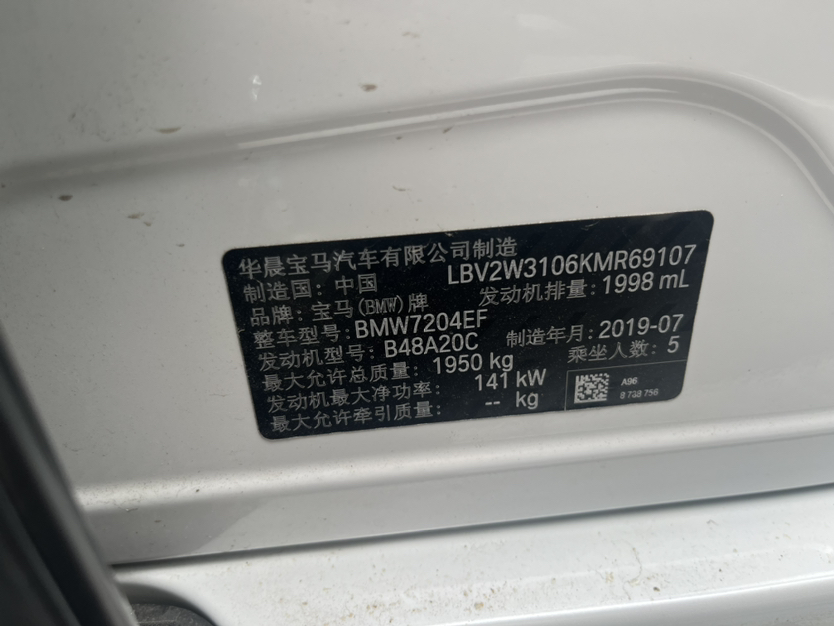 华晨宝马汽车有限公司制造
制造国：中国 LBV2W3106KMR69107
品牌：宝马(BMW)牌 发动机排量：1998 mL
整车型号：BMW7204EF
发动机型号：B48A20C 制造年月：2019-07
最大允许总质量：1950 kg 乘坐人数：5
发动机最大净功率：141 kW
最大允许牵引质量：-- kg
A96
8 738 756